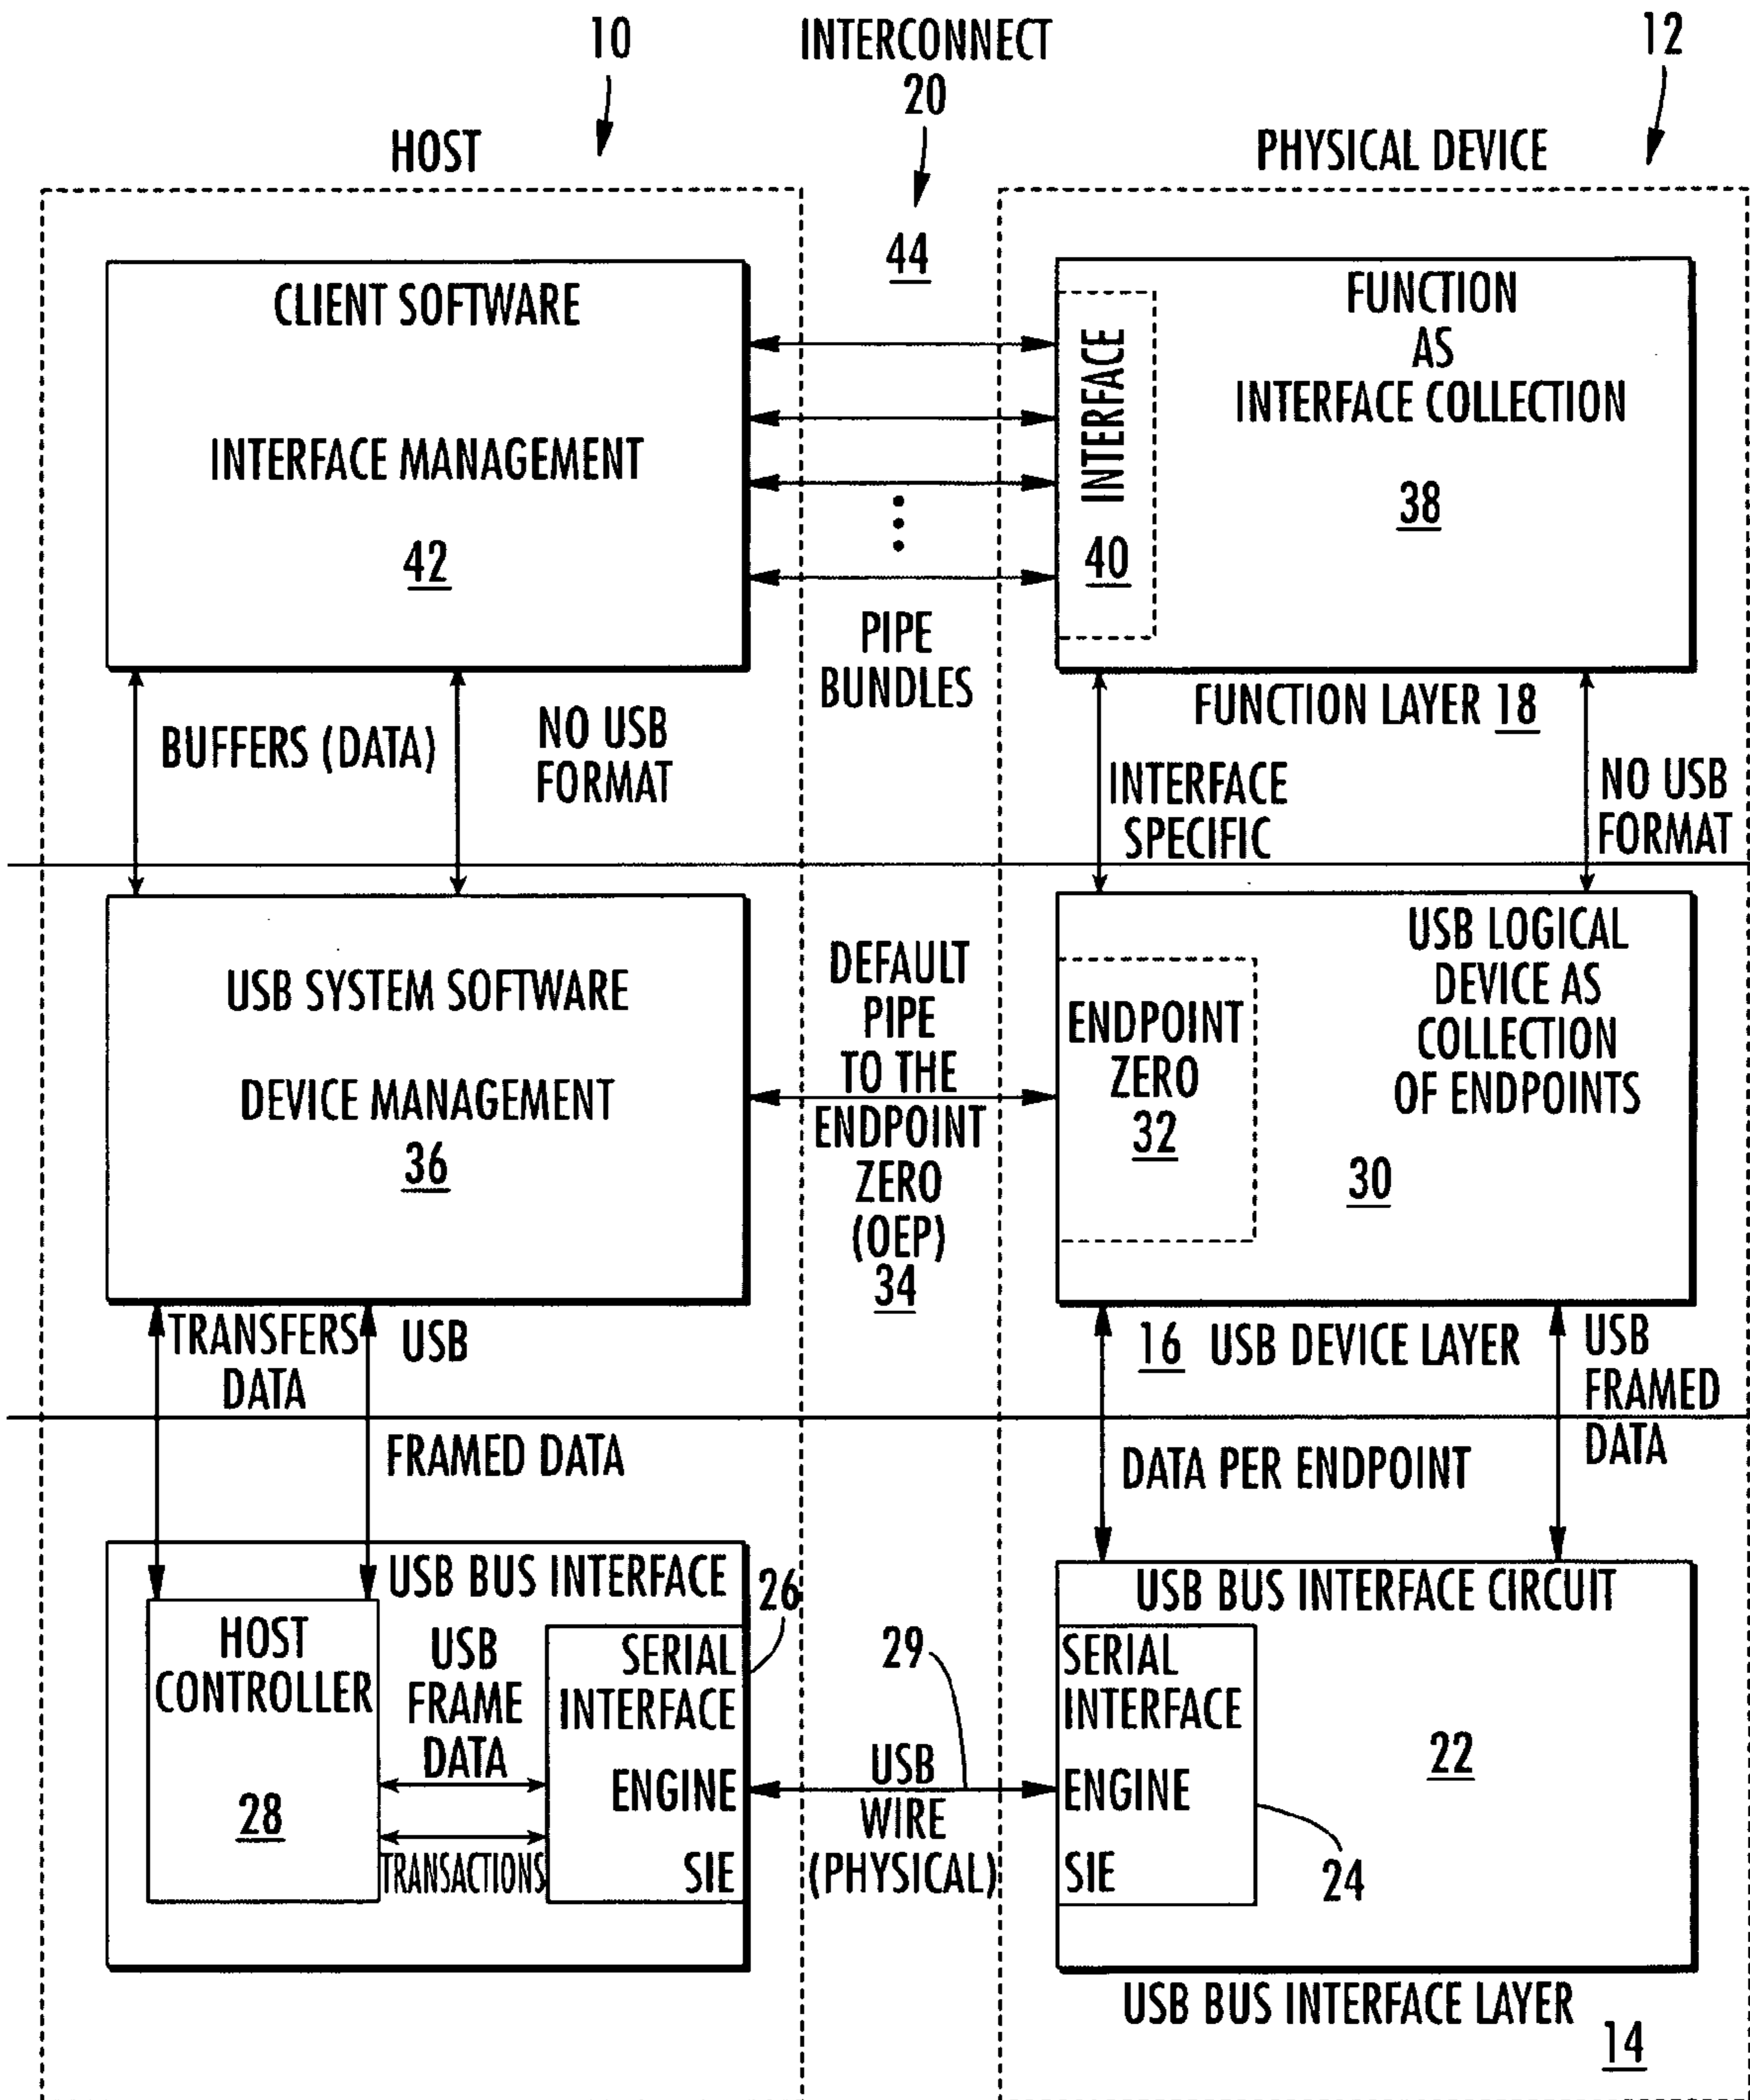 10
INTERCONNECT
20
12
HOST
PHYSICAL DEVICE
44
CLIENT SOFTWARE
INTERFACE MANAGEMENT
42
PIPE
BUNDLES
INTERFACE
40
FUNCTION
AS
INTERFACE COLLECTION
38
BUFFERS (DATA)
NO USB
FORMAT
FUNCTION LAYER 18
INTERFACE
SPECIFIC
NO USB
FORMAT
USB SYSTEM SOFTWARE
DEVICE MANAGEMENT
36
DEFAULT
PIPE
TO THE
ENDPOINT
ZERO
(OEP)
34
ENDPOINT
ZERO
32
USB LOGICAL
DEVICE AS
COLLECTION
OF ENDPOINTS
30
TRANSFERS
DATA
USB
FRAMED DATA
16 USB DEVICE LAYER
USB
FRAMED
DATA
DATA PER ENDPOINT
USB BUS INTERFACE
26
HOST
CONTROLLER
28
USB
FRAME
DATA
TRANSACTIONS
SERIAL
INTERFACE
ENGINE
SIE
29
USB
WIRE
(PHYSICAL)
USB BUS INTERFACE CIRCUIT
SERIAL
INTERFACE
ENGINE
SIE
22
24
USB BUS INTERFACE LAYER
14